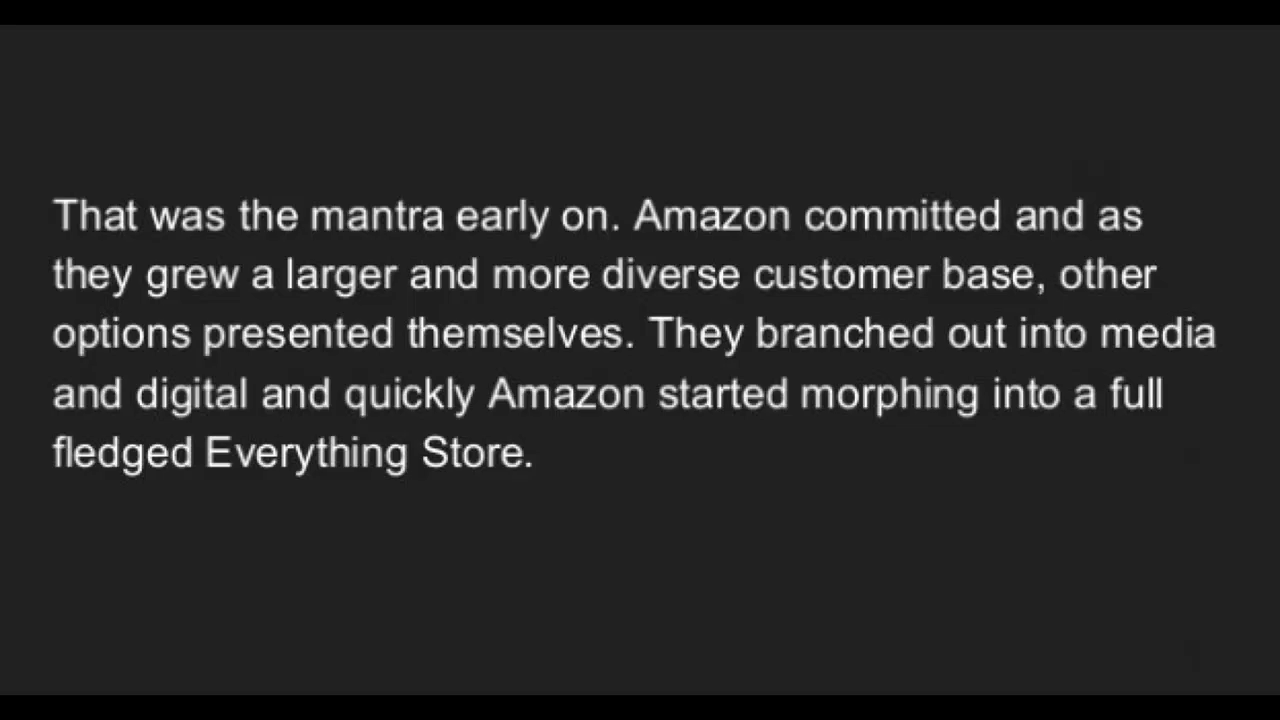 That was the mantra early on. Amazon committed and as
they grew a larger and more diverse customer base, other
options presented themselves. They branched out into media
and digital and quickly Amazon started morphing into a full
fledged Everything Store.